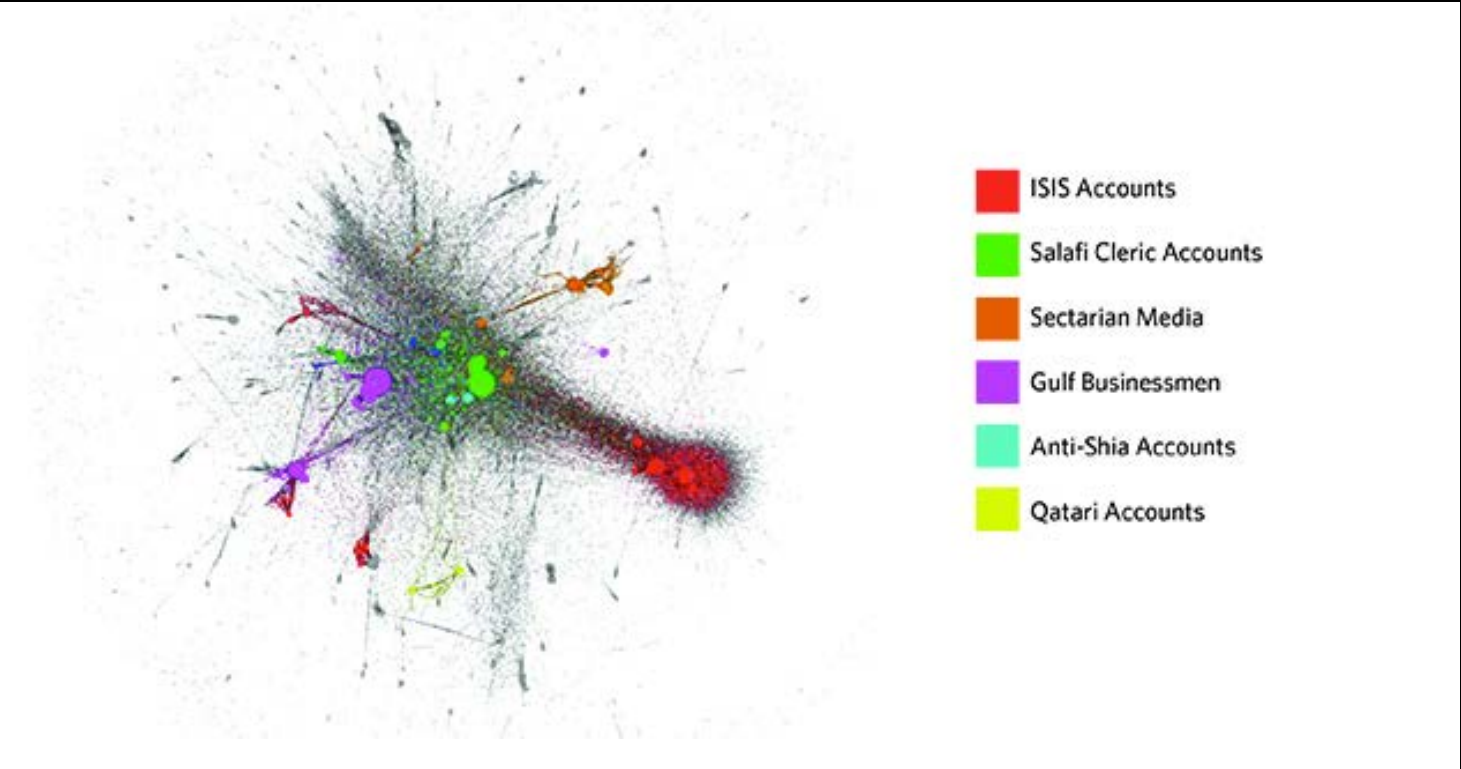 ISIS Accounts
Salafi Cleric Accounts
Sectarian Media
Gulf Businessmen
Anti-Shia Accounts
Qatari Accounts